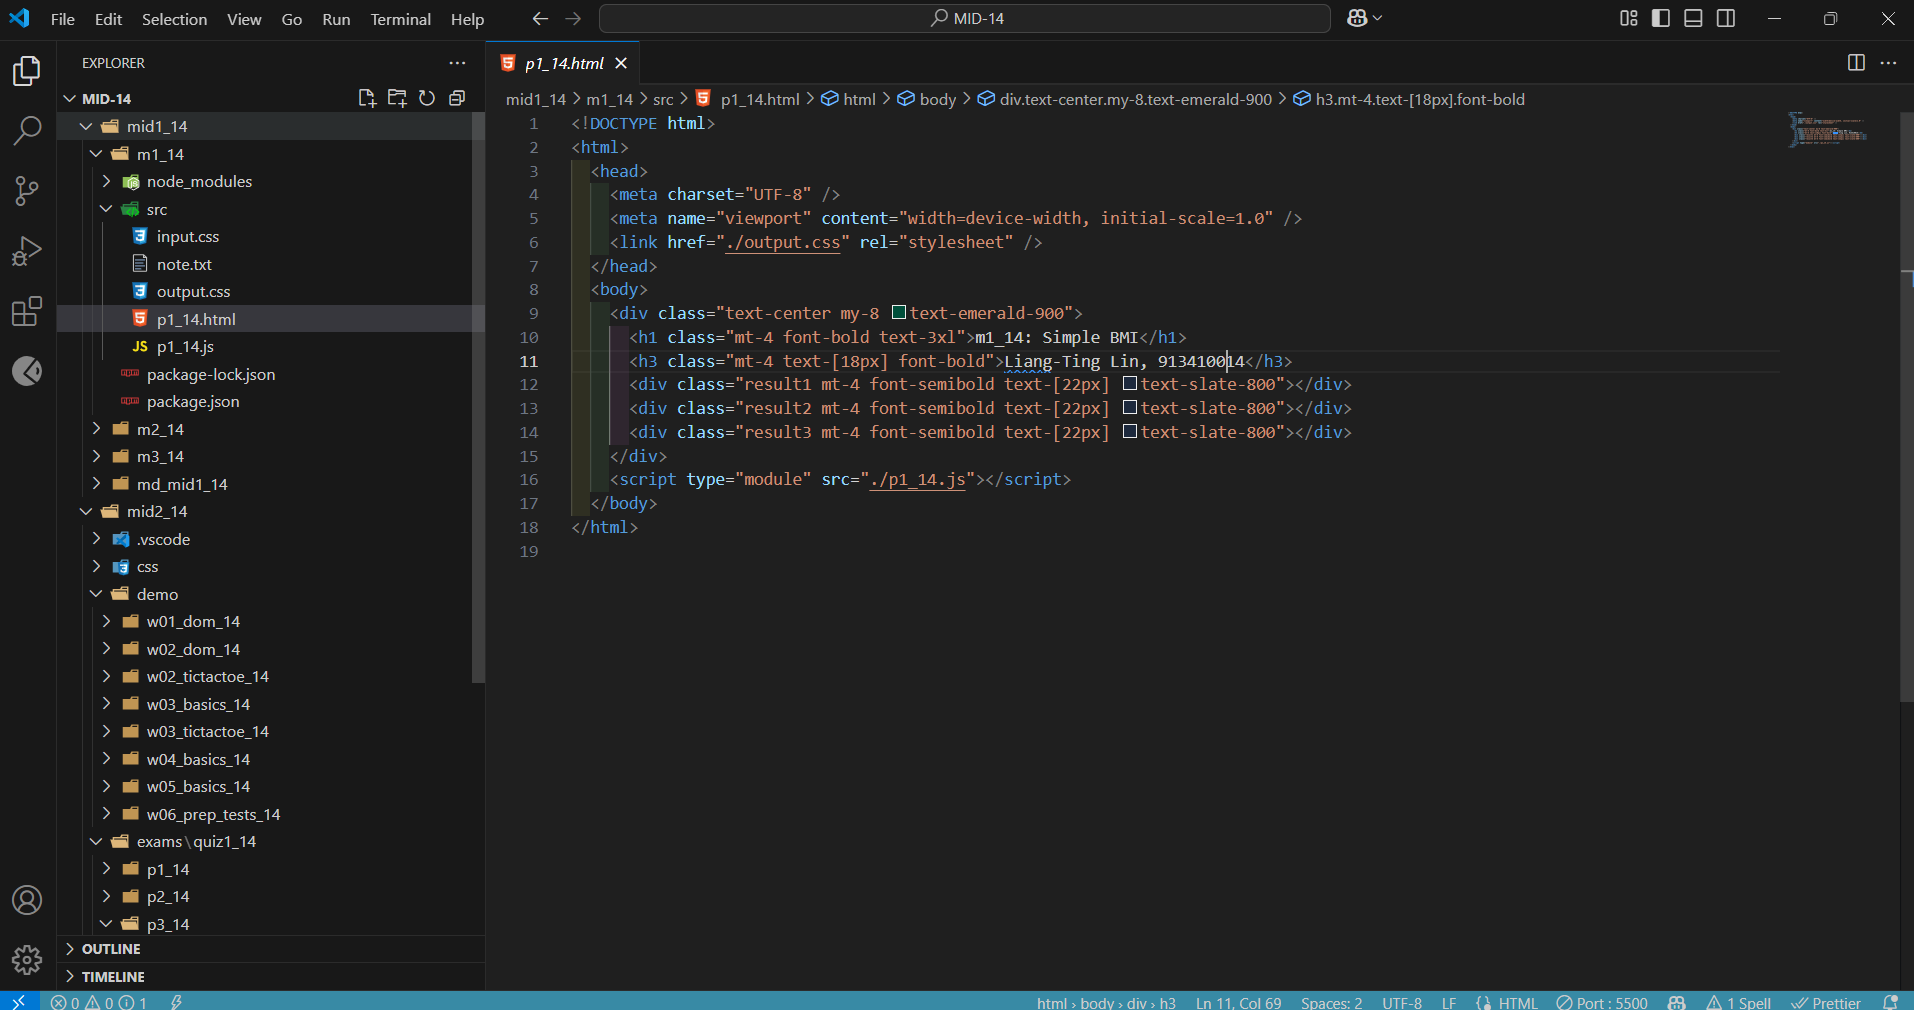 File Edit Selection View Go Run Terminal Help
MID-14
EXPLORER
MID-14
mid1_14
m1_14
node_modules
src
input.css
note.txt
output.css
p1_14.html
JS p1_14.js
package-lock.json
package.json
m2_14
m3_14
md_mid1_14
mid2_14
.vscode
css
demo
w01_dom_14
w02_dom_14
w02_tictactoe_14
w03_basics_14
w03_tictactoe_14
w04_basics_14
w05_basics_14
w06_prep_tests_14
exams\quiz1_14
p1_14
p2_14
p3_14
OUTLINE
TIMELINE
p1_14.html
mid1_14 > m1_14 > src > p1_14.html > html > body > div.text-center.my-8.text-emerald-900 > h3.mt-4.text-[18px].font-bold
1 <!DOCTYPE html>
2 <html>
3 <head>
4 <meta charset="UTF-8" />
5 <meta name="viewport" content="width=device-width, initial-scale=1.0" />
6 <link href="./output.css" rel="stylesheet" />
7 </head>
8 <body>
9 <div class="text-center my-8 text-emerald-900">
10 <h1 class="mt-4 font-bold text-3xl">m1_14: Simple BMI</h1>
11 <h3 class="mt-4 text-[18px] font-bold">Liang-Ting Lin, 913410014</h3>
12 <div class="result1 mt-4 font-semibold text-[22px] text-slate-800"></div>
13 <div class="result2 mt-4 font-semibold text-[22px] text-slate-800"></div>
14 <div class="result3 mt-4 font-semibold text-[22px] text-slate-800"></div>
15 </div>
16 <script type="module" src="./p1_14.js"></script>
17 </body>
18 </html>
19
0 0 1
html › body › div › h3 Ln 11, Col 69 Spaces: 2 UTF-8 LF HTML Port : 5500 1 Spell Prettier